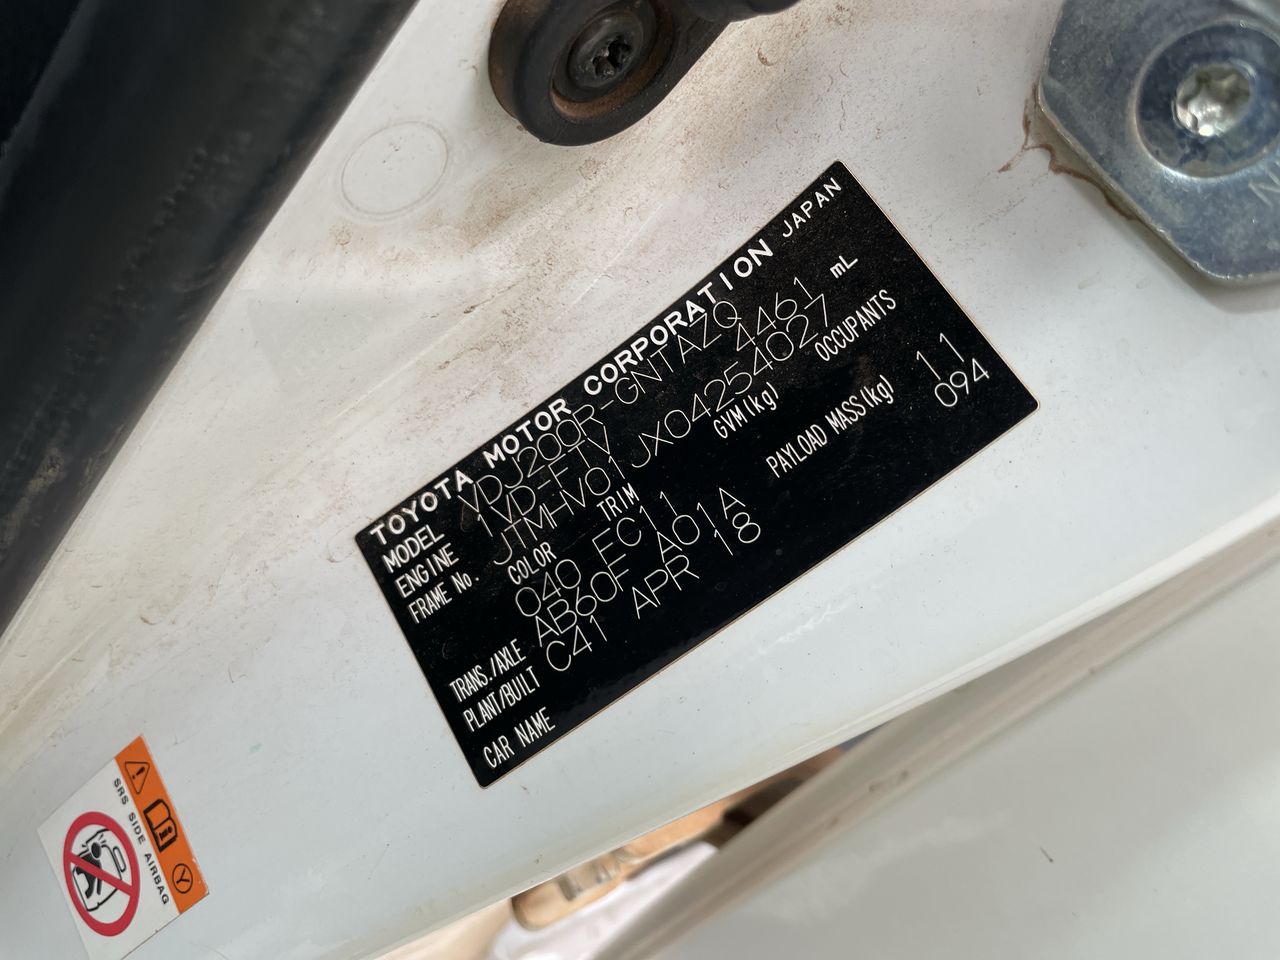 TOYOTA MOTOR CORPORATION JAPAN
MODEL VDJ200R-GNTAZQ
ENGINE 1VD-FTV 4461 mL
FRAME No. JTMHV01JX04254027
COLOR TRIM GVM(kg) OCCUPANTS
040 FC11
TRANS./AXLE AB60F A01A PAYLOAD MASS(kg) 11
PLANT/BUILT C41 APR 18 094
CAR NAME
SRS SIDE AIRBAG